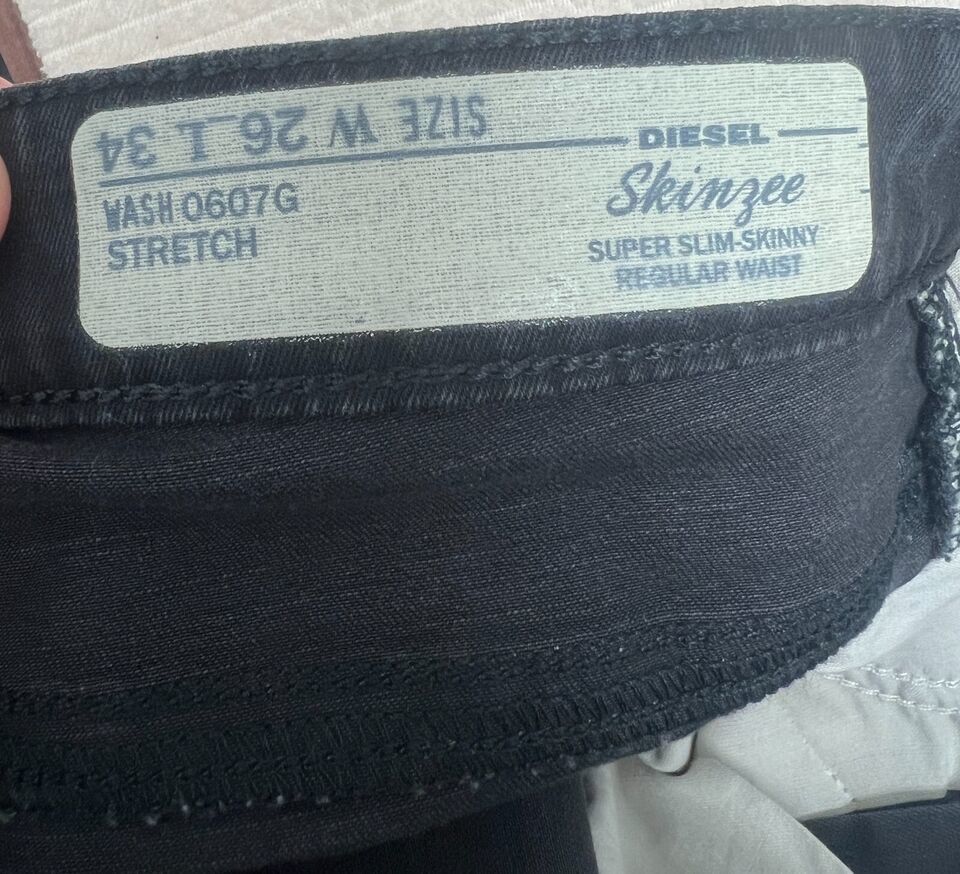 SIZE W 26 L 34
DIESEL
Skinzee
SUPER SLIM-SKINNY
REGULAR WAIST
WASH 0607G
STRETCH